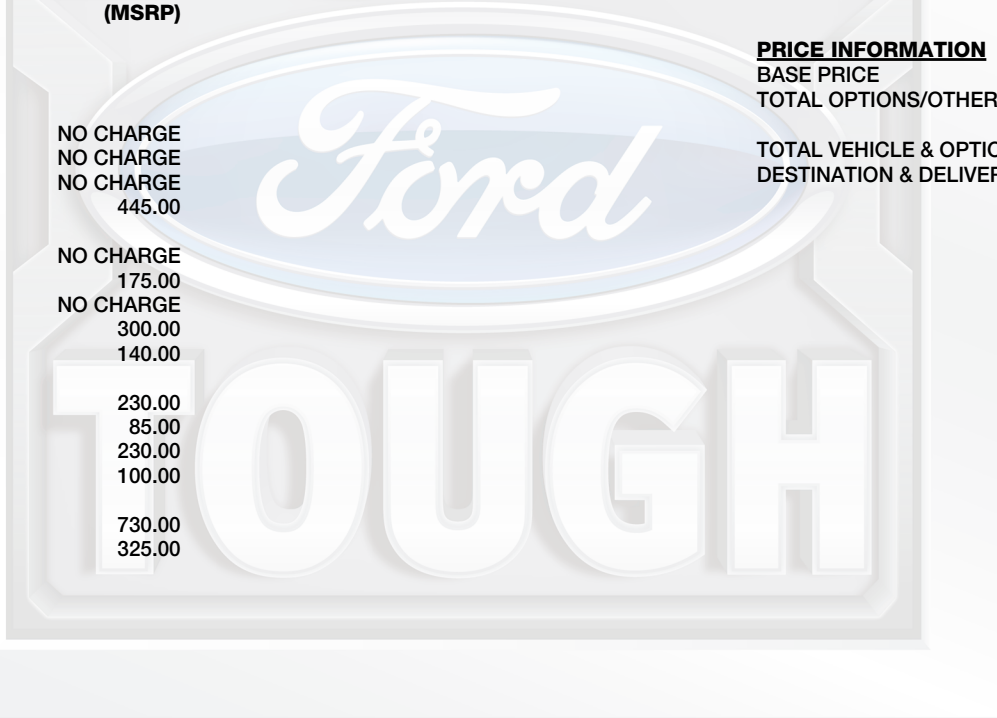 (MSRP)
NO CHARGE
NO CHARGE
NO CHARGE
445.00
NO CHARGE
175.00
NO CHARGE
300.00
140.00
230.00
85.00
230.00
100.00
730.00
325.00
PRICE INFORMATION
BASE PRICE
TOTAL OPTIONS/OTHER
TOTAL VEHICLE & OPTIO
DESTINATION & DELIVER
Ford
TOUGH